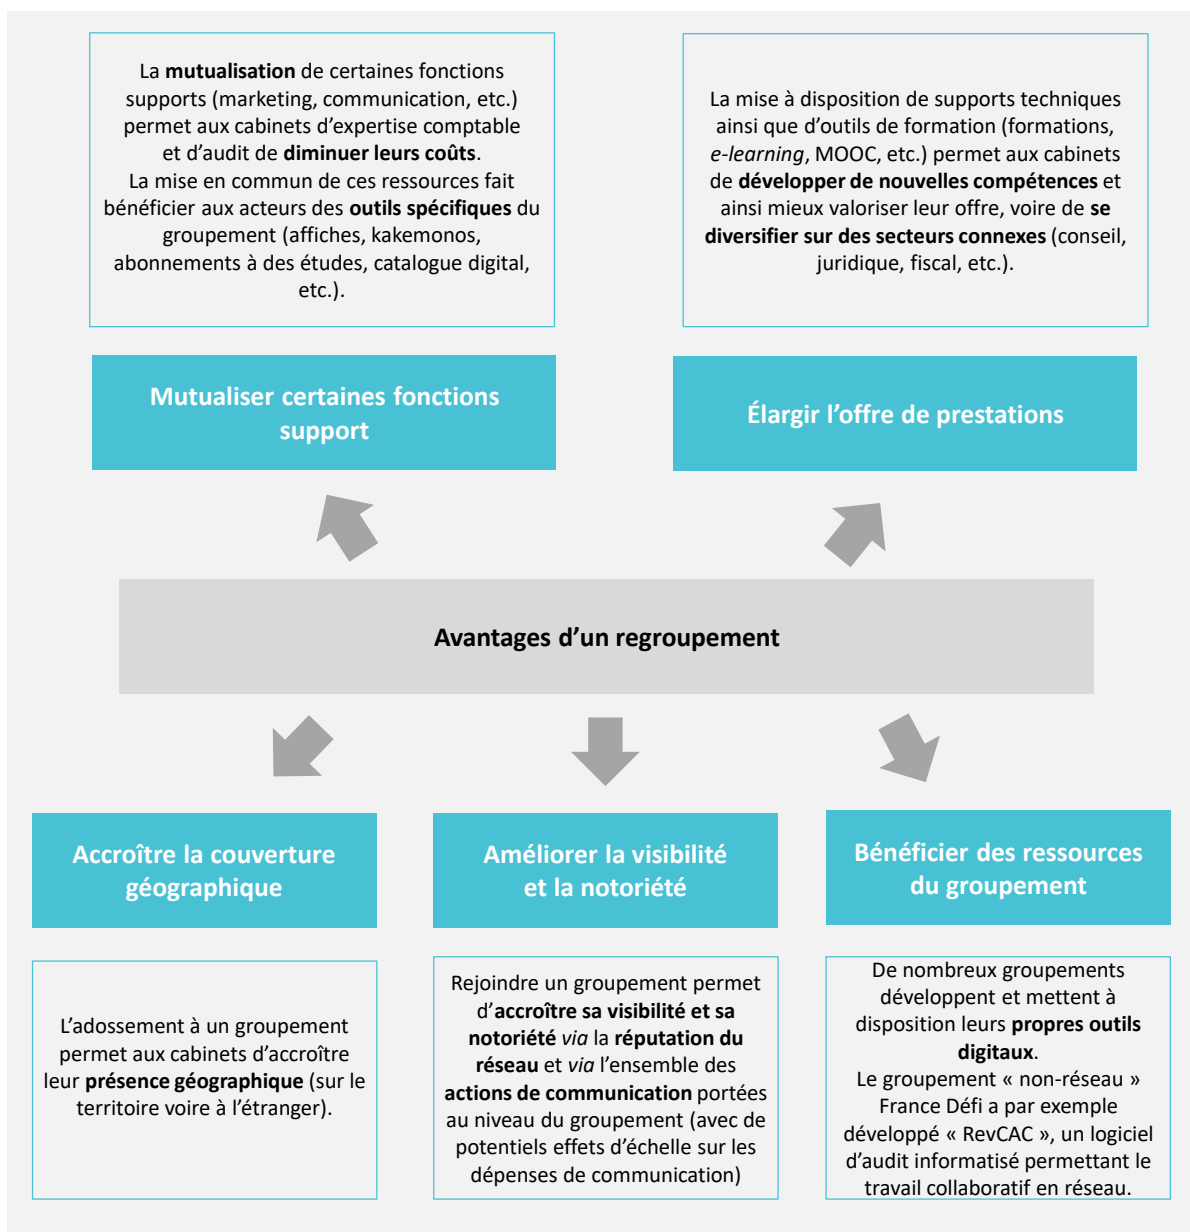 La mutualisation de certaines fonctions
supports (marketing, communication, etc.)
permet aux cabinets d’expertise comptable
et d’audit de diminuer leurs coûts.
La mise en commun de ces ressources fait
bénéficier aux acteurs des outils spécifiques du
groupement (affiches, kakemonos,
abonnements à des études, catalogue digital,
etc.).
La mise à disposition de supports techniques
ainsi que d’outils de formation (formations,
e-learning, MOOC, etc.) permet aux cabinets
de développer de nouvelles compétences et
ainsi mieux valoriser leur offre, voire de se
diversifier sur des secteurs connexes (conseil,
juridique, fiscal, etc.).
Mutualiser certaines fonctions
support
Élargir l’offre de prestations
Avantages d’un regroupement
Accroître la couverture
géographique
Améliorer la visibilité
et la notoriété
Bénéficier des ressources
du groupement
L’adossement à un groupement
permet aux cabinets d’accroître
leur présence géographique (sur le
territoire voire à l’étranger).
Rejoindre un groupement permet
d’accroître sa visibilité et sa
notoriété via la réputation du
réseau et via l’ensemble des
actions de communication portées
au niveau du groupement (avec de
potentiels effets d’échelle sur les
dépenses de communication)
De nombreux groupements
développent et mettent à
disposition leurs propres outils
digitaux.
Le groupement « non-réseau »
France Défi a par exemple
développé « RevCAC », un logiciel
d’audit informatisé permettant le
travail collaboratif en réseau.